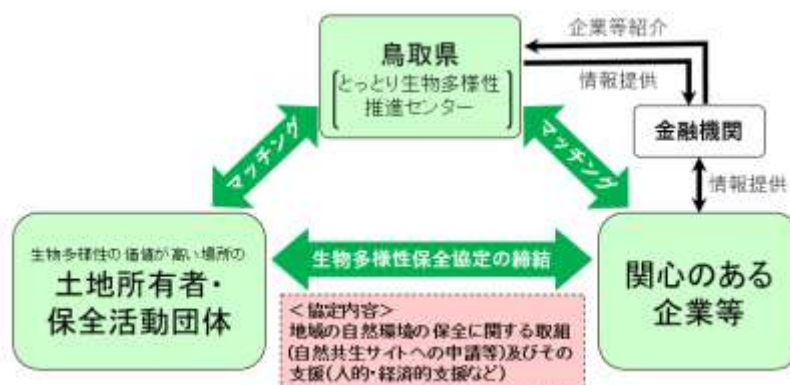 鳥取県
とっとり生物多様性
推進センター
企業等紹介
情報提供
金融機関
情報提供
マッチング
マッチング
生物多様性の価値が高い場所の
土地所有者・
保全活動団体
生物多様性保全協定の締結
関心のある
企業等
<協定内容>
地域の自然環境の保全に関する取組
(自然共生サイトへの申請等)及びその
支援(人的・経済的支援など)